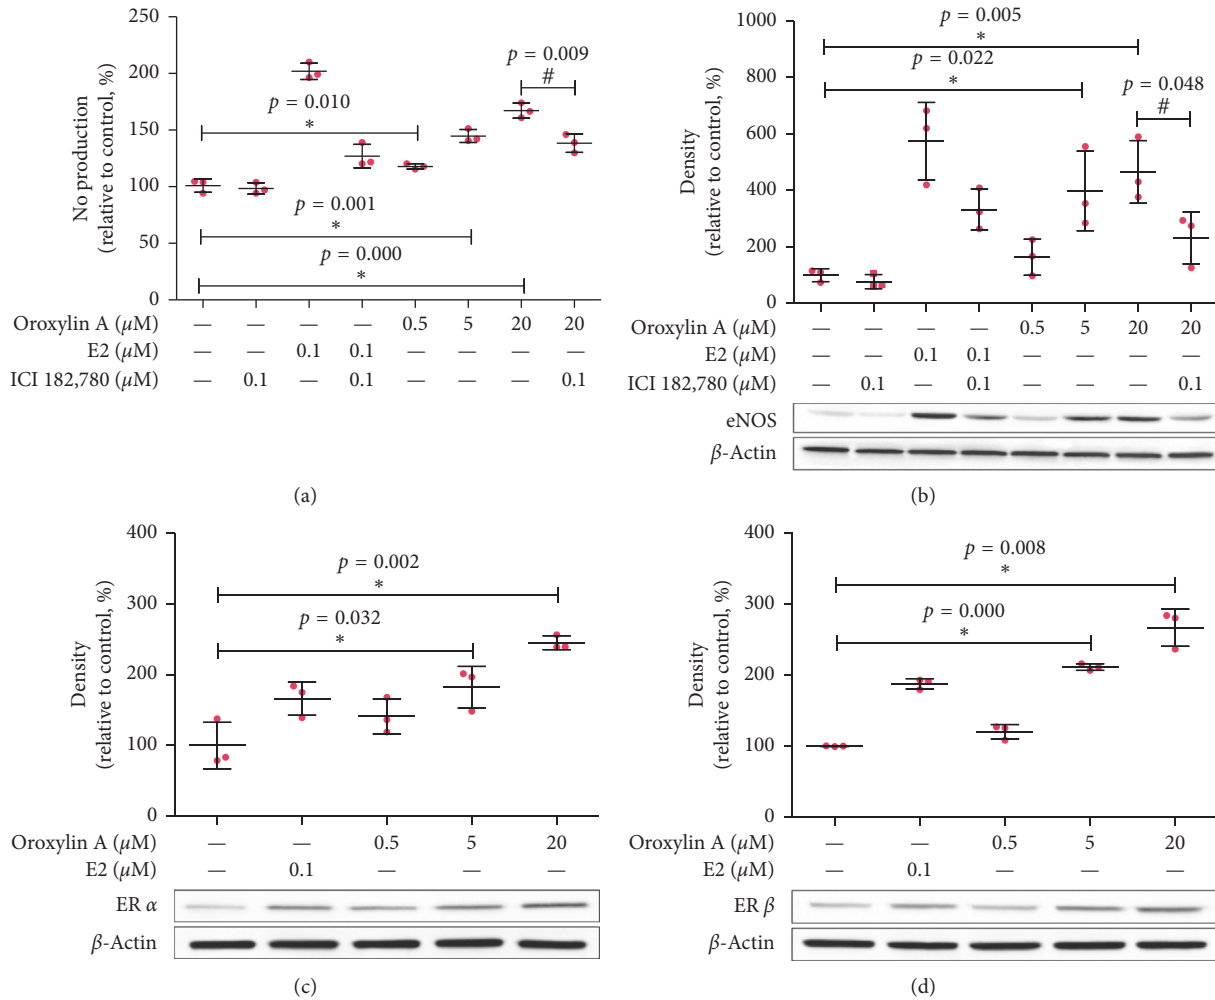 250
200
150
100
50
0
No production
(relative to control, %)
p = 0.009
#
p = 0.010
*
p = 0.001
*
p = 0.000
*
Oroxylin A (μM) — — — — 0.5 5 20 20
E2 (μM) — — 0.1 0.1 — — — —
ICI 182,780 (μM) — 0.1 — 0.1 — — — 0.1
(a)
1000
800
600
400
200
0
Density
(relative to control, %)
p = 0.005
*
p = 0.022
*
p = 0.048
#
Oroxylin A (μM) — — — — 0.5 5 20 20
E2 (μM) — — 0.1 0.1 — — — —
ICI 182,780 (μM) — 0.1 — 0.1 — — — 0.1
eNOS
β-Actin
(b)
400
300
200
100
0
Density
(relative to control, %)
p = 0.002
*
p = 0.032
*
Oroxylin A (μM) — — 0.5 5 20
E2 (μM) — 0.1 — — —
ER α
β-Actin
(c)
400
300
200
100
0
Density
(relative to control, %)
p = 0.008
*
p = 0.000
*
Oroxylin A (μM) — — 0.5 5 20
E2 (μM) — 0.1 — — —
ER β
β-Actin
(d)